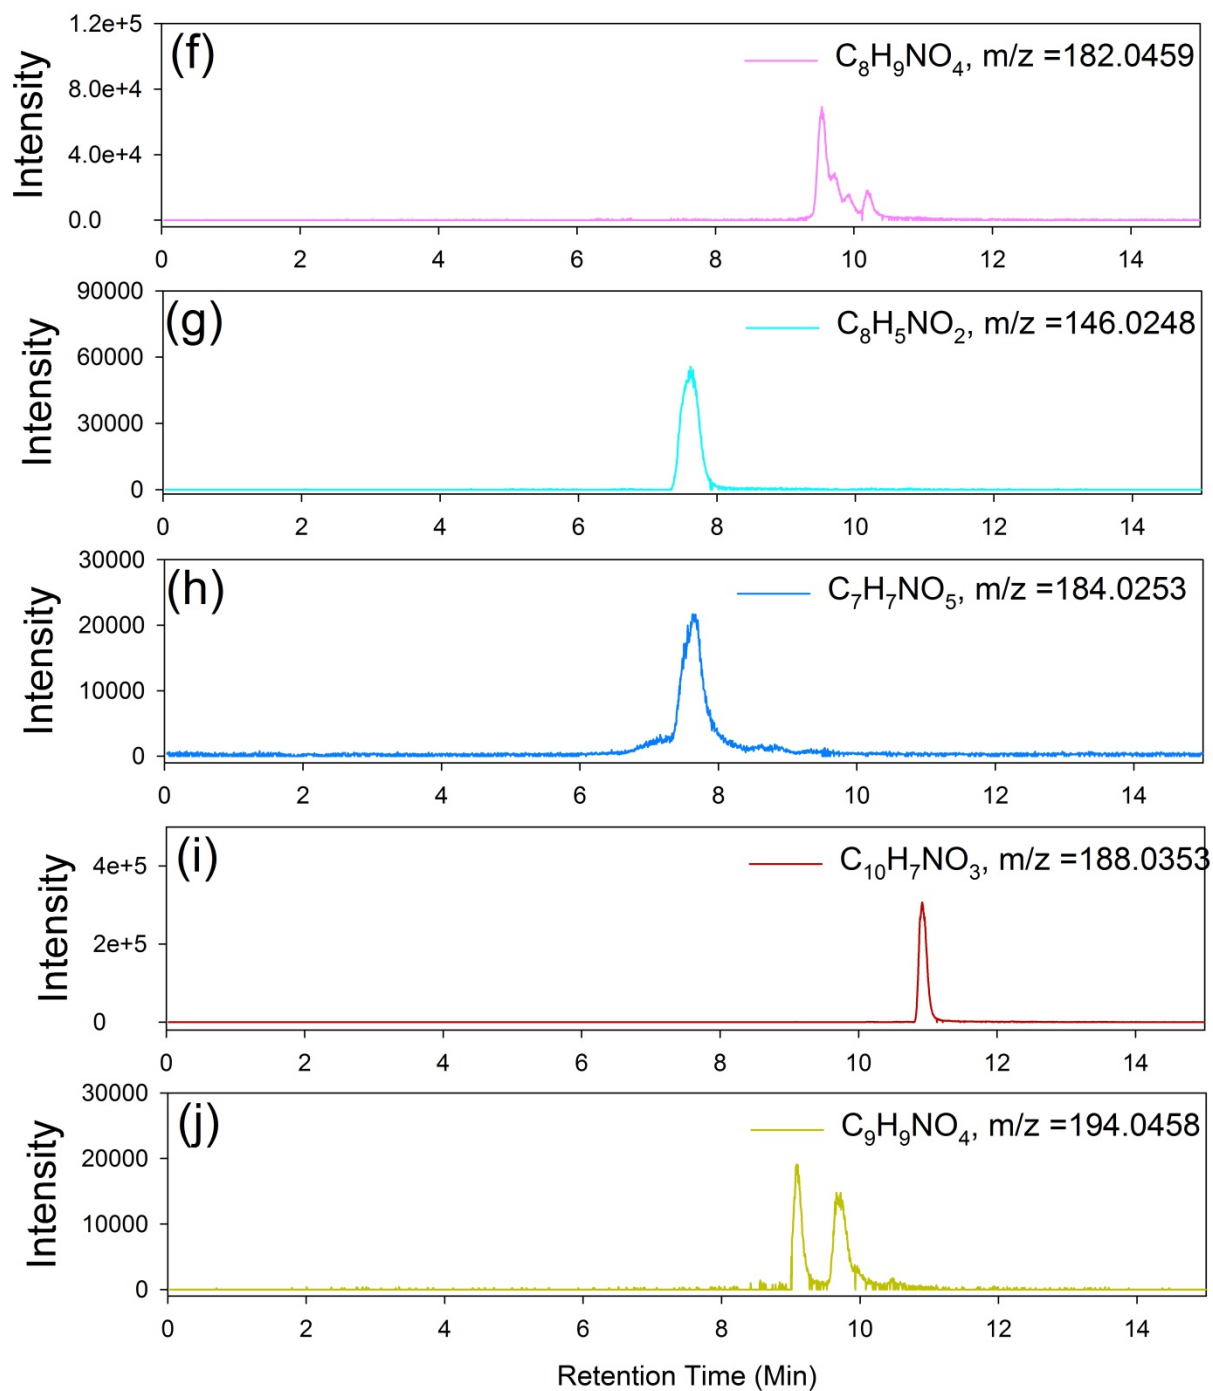 (f)
C8H9NO4, m/z =182.0459
Intensity
1.2e+5
8.0e+4
4.0e+4
0.0
0 2 4 6 8 10 12 14
(g)
C8H5NO2, m/z =146.0248
Intensity
90000
60000
30000
0
0 2 4 6 8 10 12 14
(h)
C7H7NO5, m/z =184.0253
Intensity
30000
20000
10000
0
0 2 4 6 8 10 12 14
(i)
C10H7NO3, m/z =188.0353
Intensity
4e+5
2e+5
0
0 2 4 6 8 10 12 14
(j)
C9H9NO4, m/z =194.0458
Intensity
30000
20000
10000
0
0 2 4 6 8 10 12 14
Retention Time (Min)